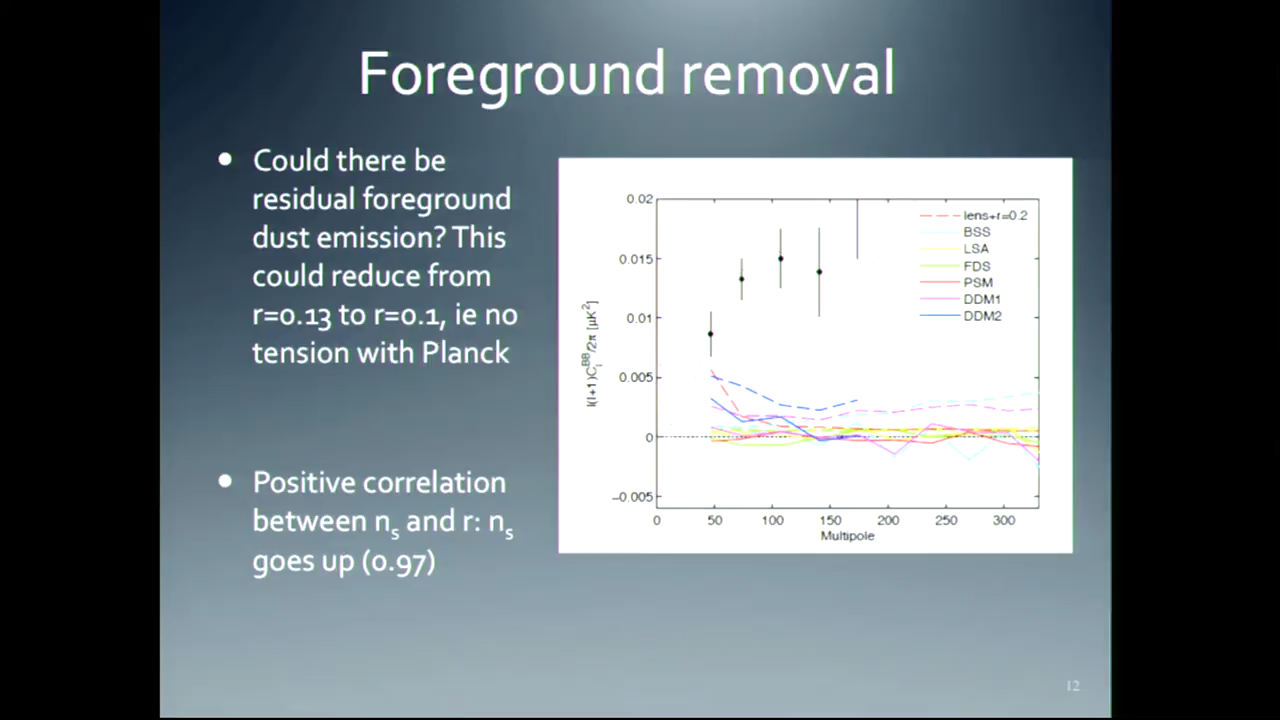 Foreground removal
• Could there be
residual foreground
dust emission? This
could reduce from
r=0.13 to r=0.1, ie no
tension with Planck
• Positive correlation
between nₛ and r: nₛ
goes up (0.97)
0.02
0.015
0.01
0.005
0
−0.005
l(l+1)C_l^BB/2π [μK²]
lens+r=0.2
BSS
LSA
FDS
PSM
DDM1
DDM2
0 50 100 150 200 250 300
Multipole
12